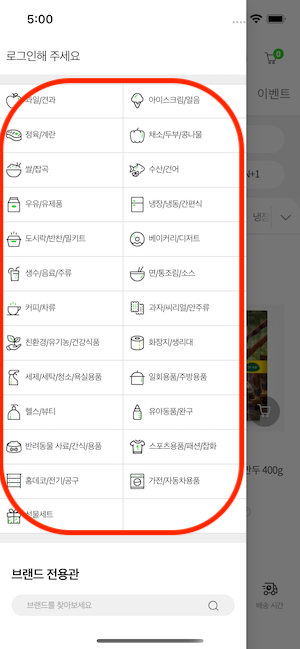 5:00
로그인해 주세요
0
이벤트
과일/견과
아이스크림/얼음
정육/계란
채소/두부/콩나물
쌀/잡곡
수산/건어
N+1
우유/유제품
냉장/냉동/간편식
냉장
도시락/반찬/밀키트
베이커리/디저트
생수/음료/주류
면/통조림/소스
커피/차류
과자/씨리얼/안주류
친환경/유기농/건강식품
화장지/생리대
세제/세탁/청소/욕실용품
일회용품/주방용품
헬스/뷰티
유아동품/완구
반려동물 사료/간식/용품
스포츠용품/패션/잡화
만두 400g
홈데코/전기/공구
가전/자동차용품
선물세트
브랜드 전용관
브랜드를 찾아보세요
배송 시간